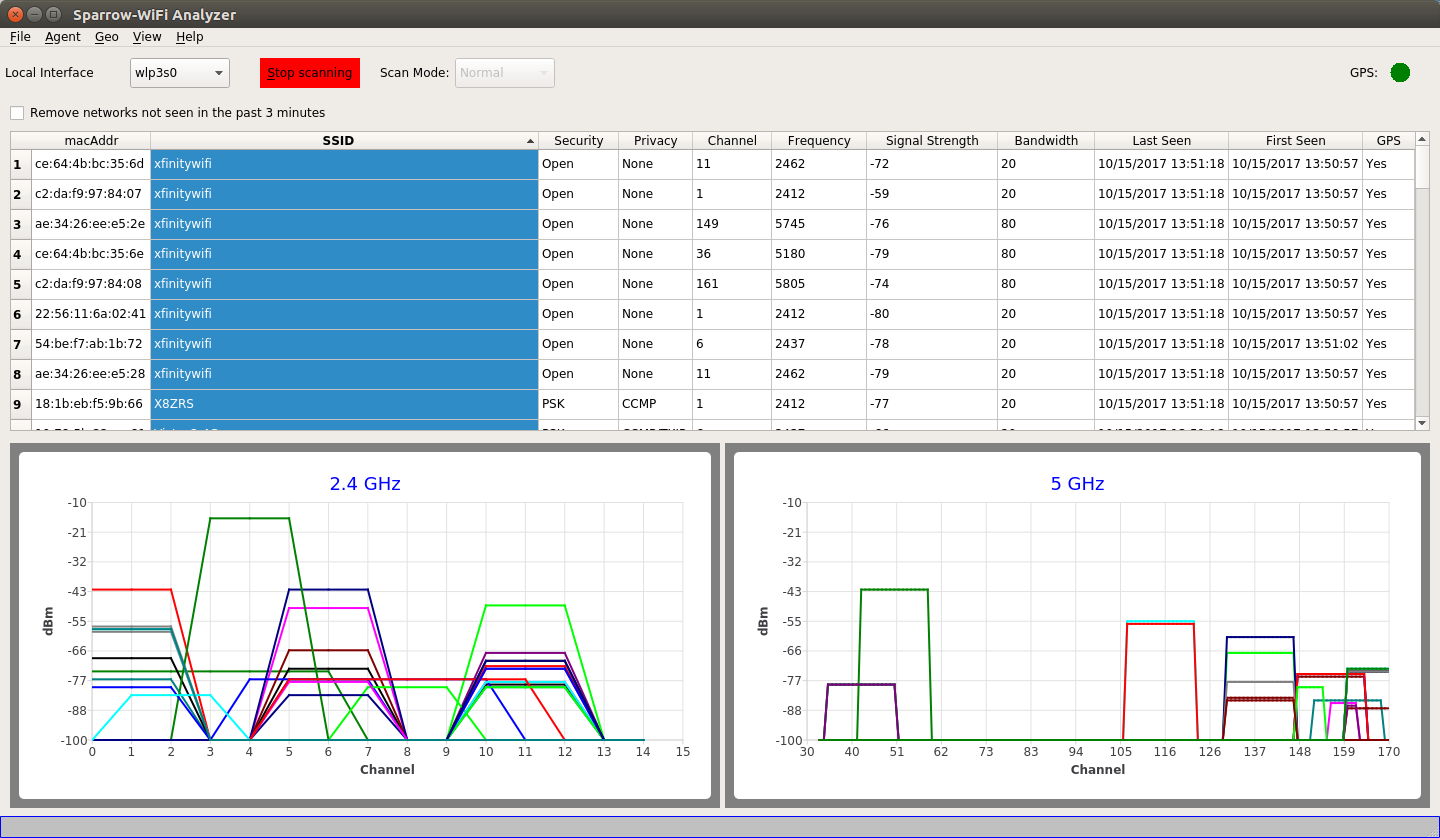 Sparrow-WiFi Analyzer
File Agent Geo View Help
Local Interface wlp3s0 Stop scanning Scan Mode: Normal GPS:
Remove networks not seen in the past 3 minutes
macAddr SSID Security Privacy Channel Frequency Signal Strength Bandwidth Last Seen First Seen GPS
1 ce:64:4b:bc:35:6d xfinitywifi Open None 11 2462 -72 20 10/15/2017 13:51:18 10/15/2017 13:50:57 Yes
2 c2:da:f9:97:84:07 xfinitywifi Open None 1 2412 -59 20 10/15/2017 13:51:18 10/15/2017 13:50:57 Yes
3 ae:34:26:ee:e5:2e xfinitywifi Open None 149 5745 -76 80 10/15/2017 13:51:18 10/15/2017 13:50:57 Yes
4 ce:64:4b:bc:35:6e xfinitywifi Open None 36 5180 -79 80 10/15/2017 13:51:18 10/15/2017 13:50:57 Yes
5 c2:da:f9:97:84:08 xfinitywifi Open None 161 5805 -74 80 10/15/2017 13:51:18 10/15/2017 13:50:57 Yes
6 22:56:11:6a:02:41 xfinitywifi Open None 1 2412 -80 20 10/15/2017 13:51:18 10/15/2017 13:50:57 Yes
7 54:be:f7:ab:1b:72 xfinitywifi Open None 6 2437 -78 20 10/15/2017 13:51:18 10/15/2017 13:51:02 Yes
8 ae:34:26:ee:e5:28 xfinitywifi Open None 11 2462 -79 20 10/15/2017 13:51:18 10/15/2017 13:50:57 Yes
9 18:1b:eb:f5:9b:66 X8ZRS PSK CCMP 1 2412 -77 20 10/15/2017 13:51:18 10/15/2017 13:50:57 Yes
2.4 GHz
-10
-21
-32
-43
-55
-66
-77
-88
-100
dBm
0 1 2 3 4 5 6 7 8 9 10 11 12 13 14 15
Channel
5 GHz
-10
-21
-32
-43
-55
-66
-77
-88
-100
dBm
30 40 51 62 73 83 94 105 116 126 137 148 159 170
Channel